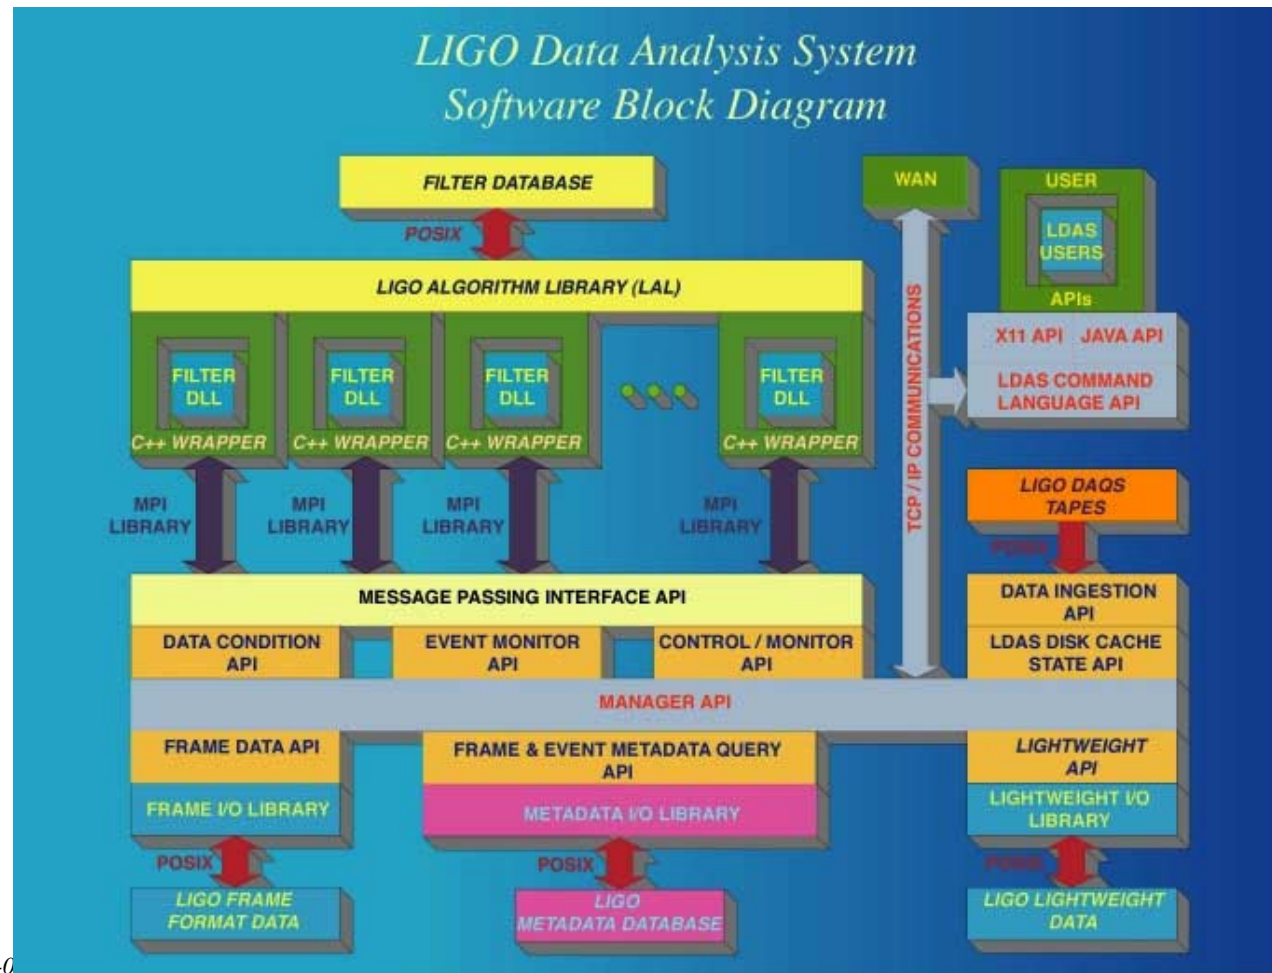 LIGO Data Analysis System
Software Block Diagram
FILTER DATABASE
WAN
USER
LDAS
USERS
APIs
POSIX
LIGO ALGORITHM LIBRARY (LAL)
X11 API JAVA API
LDAS COMMAND
LANGUAGE API
FILTER
DLL
C++ WRAPPER
FILTER
DLL
C++ WRAPPER
FILTER
DLL
C++ WRAPPER
FILTER
DLL
C++ WRAPPER
TCP / IP COMMUNICATIONS
MPI
LIBRARY
MPI
LIBRARY
MPI
LIBRARY
MPI
LIBRARY
LIGO DAQS
TAPES
POSIX
MESSAGE PASSING INTERFACE API
DATA INGESTION
API
DATA CONDITION
API
EVENT MONITOR
API
CONTROL / MONITOR
API
LDAS DISK CACHE
STATE API
MANAGER API
FRAME DATA API
FRAME & EVENT METADATA QUERY
API
LIGHTWEIGHT
API
FRAME I/O LIBRARY
METADATA I/O LIBRARY
LIGHTWEIGHT I/O
LIBRARY
POSIX
POSIX
POSIX
LIGO FRAME
FORMAT DATA
LIGO
METADATA DATABASE
LIGO LIGHTWEIGHT
DATA